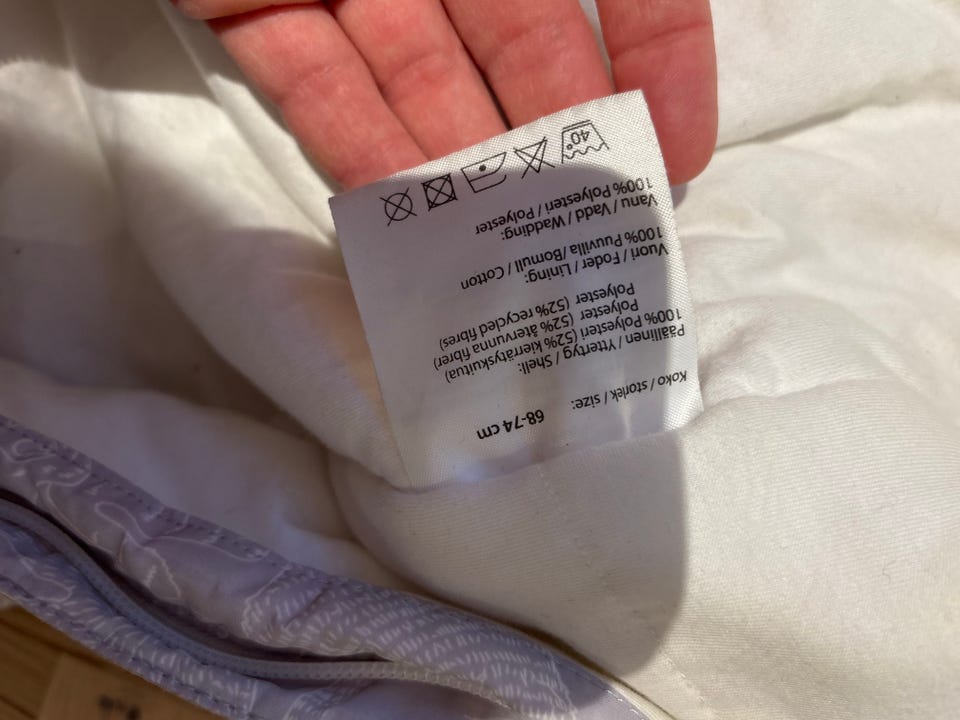 Koko / storlek / size: 68-74 cm
Päällinen / Yttertyg / Shell:
100% Polyesteri (52% kierrätyskuitua)
Polyester (52% återvunna fibrer)
Polyester (52% recycled fibres)
Vuori / Foder / Lining:
100% Puuvilla / Bomull / Cotton
Vanu / Vadd / Wadding:
100% Polyesteri / Polyester
40°